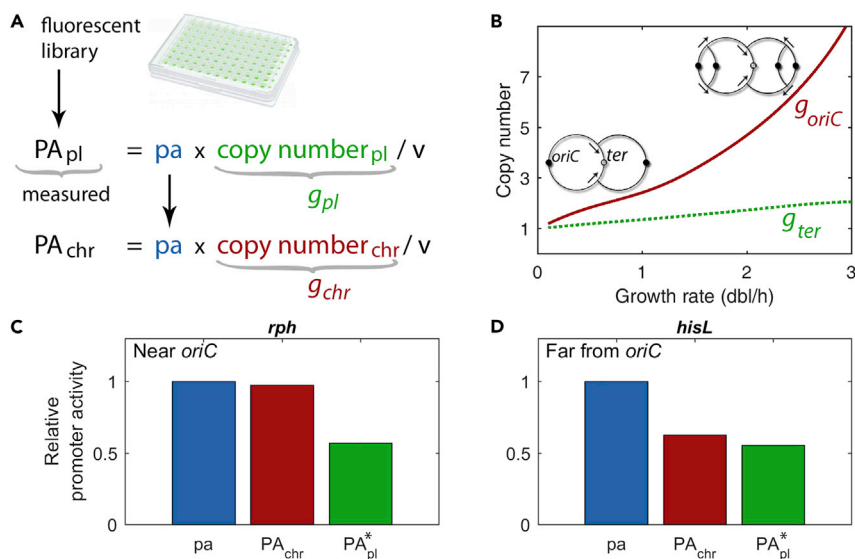 A
fluorescent
library
PA pl = pa x copy number pl / v
measured
g pl
PA chr = pa x copy number chr / v
g chr
B
Copy number
7
5
3
1
g oriC
oriC
ter
g ter
0
1
2
3
Growth rate (dbl/h)
C
rph
Near oriC
Relative
promoter activity
1
0.5
0
pa
PA chr
PA* pl
D
hisL
Far from oriC
1
0.5
0
pa
PA chr
PA* pl